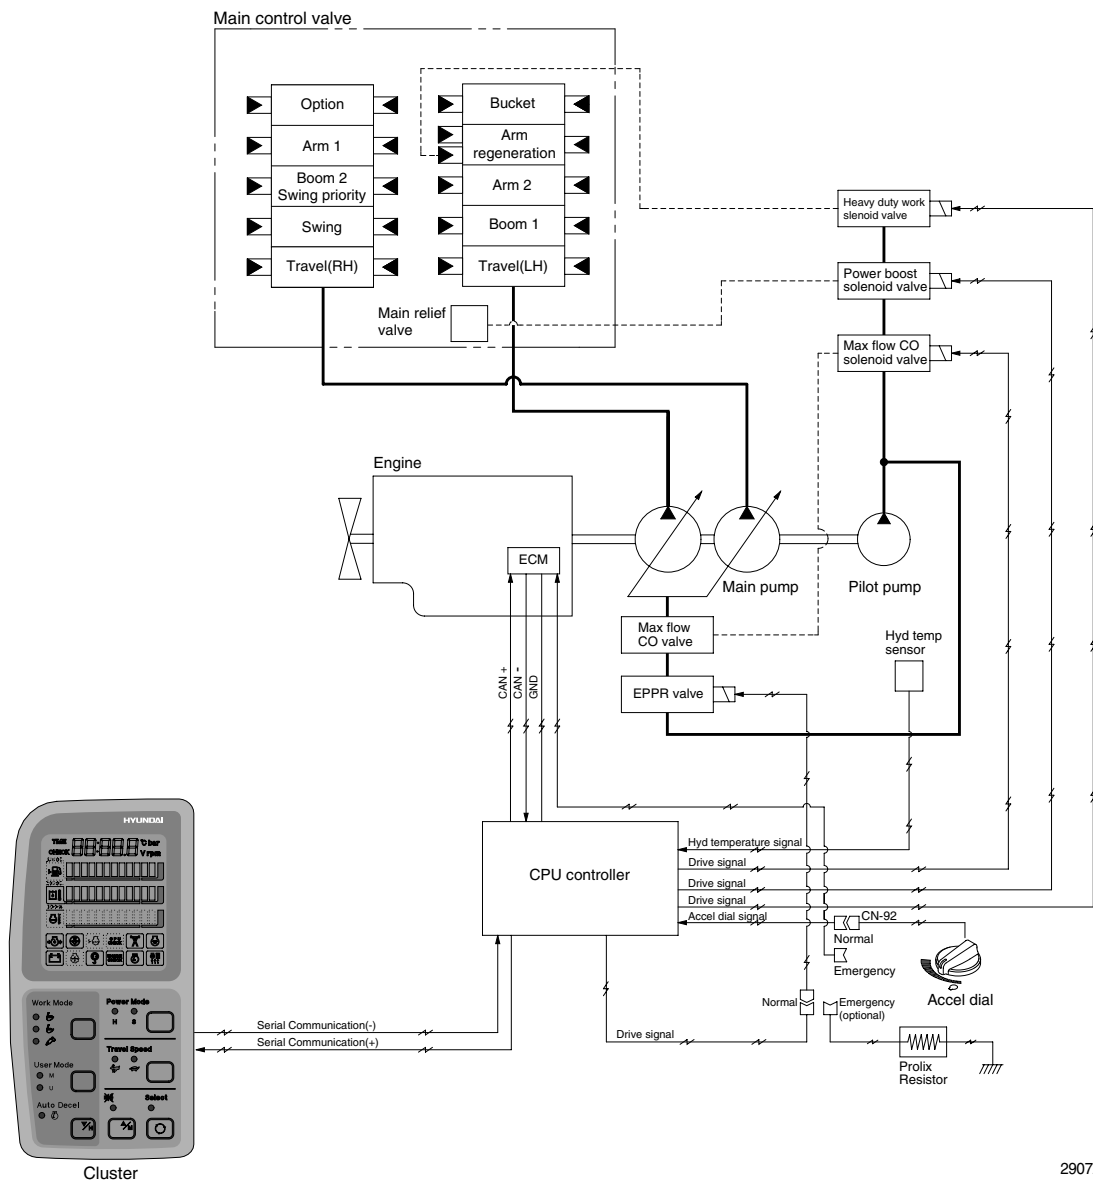 Main control valve
Option
Arm 1
Boom 2
Swing priority
Swing
Travel(RH)
Bucket
Arm
regeneration
Arm 2
Boom 1
Travel(LH)
Main relief
valve
Heavy duty work
slenoid valve
Power boost
solenoid valve
Max flow CO
solenoid valve
Engine
ECM
Main pump
Pilot pump
Max flow
CO valve
EPPR valve
Hyd temp
sensor
CAN +
CAN -
GND
CPU controller
Hyd temperature signal
Drive signal
Drive signal
Drive signal
Accel dial signal
CN-92
Normal
Emergency
Accel dial
Normal
Emergency
(optional)
Drive signal
Prolix
Resistor
Serial Communication(-)
Serial Communication(+)
HYUNDAI
TIME
CHECK
°C bar
V rpm
Work Mode
Power Mode
H S
Travel Speed
User Mode
M
U
Auto Decel
Select
Cluster
2907